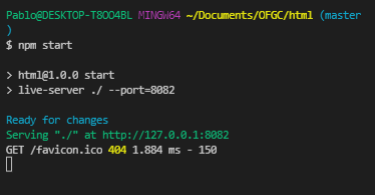 Pablo@DESKTOP-T8OO4BL MINGW64 ~/Documents/OFGC/html (master
)
$ npm start
> html@1.0.0 start
> live-server ./ --port=8082
Ready for changes
Serving "./" at http://127.0.0.1:8082
GET /favicon.ico 404 1.884 ms - 150